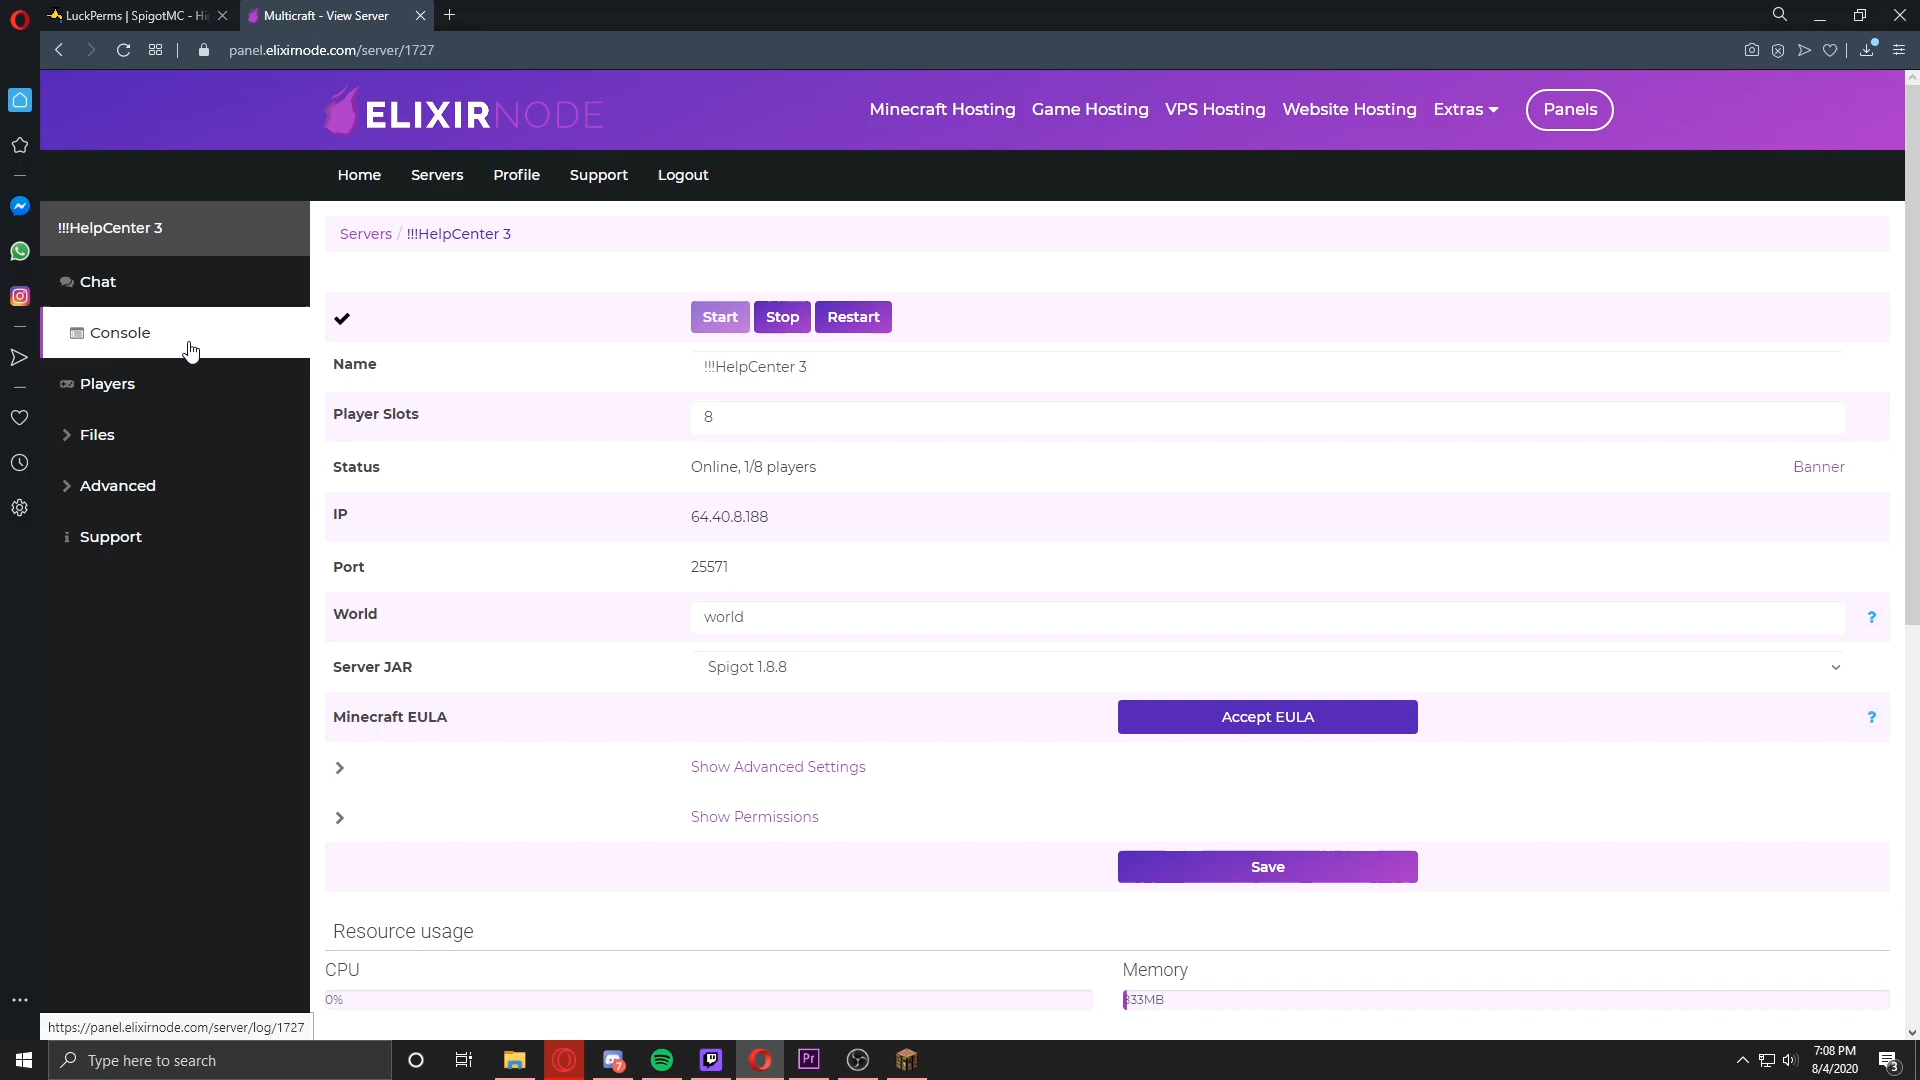 LuckPerms | SpigotMC - Hi
Multicraft - View Server
panel.elixirnode.com/server/1727
ELIXIRNODE
Minecraft Hosting
Game Hosting
VPS Hosting
Website Hosting
Extras
Panels
Home
Servers
Profile
Support
Logout
!!!HelpCenter 3
Chat
Console
Players
Files
Advanced
Support
Servers / !!!HelpCenter 3
Start
Stop
Restart
Name
!!!HelpCenter 3
Player Slots
8
Status
Online, 1/8 players
Banner
IP
64.40.8.188
Port
25571
World
world
?
Server JAR
Spigot 1.8.8
Minecraft EULA
Accept EULA
?
Show Advanced Settings
Show Permissions
Save
Resource usage
CPU
0%
Memory
833MB
https://panel.elixirnode.com/server/log/1727
Type here to search
7
Pr
7:08 PM
8/4/2020
3